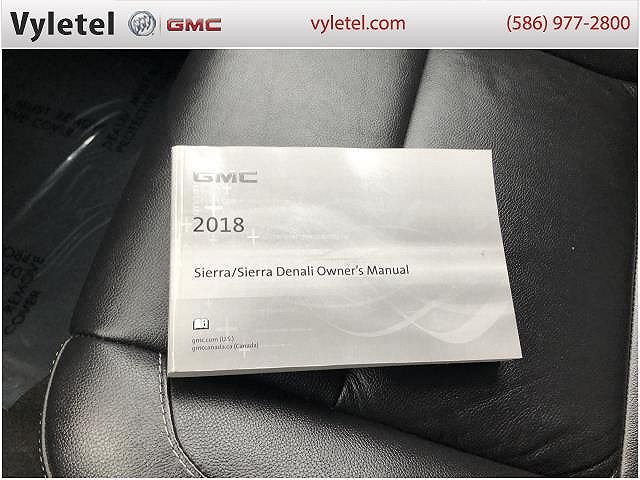 Vyletel GMC vyletel.com (586) 977-2800
GMC
2018
Sierra/Sierra Denali Owner's Manual
gmc.com (U.S.)
gmccanada.ca (Canada)